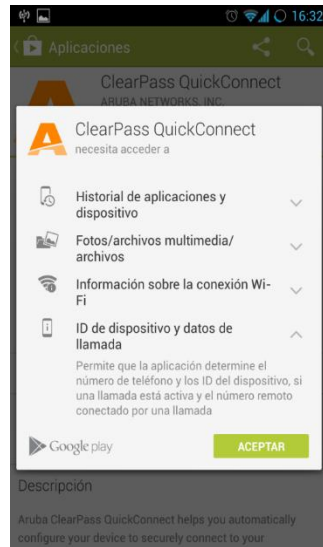 16:32
Aplicaciones
ClearPass QuickConnect
ARUBA NETWORKS, INC.
ClearPass QuickConnect
necesita acceder a
Historial de aplicaciones y
dispositivo
Fotos/archivos multimedia/
archivos
Información sobre la conexión Wi-
Fi
ID de dispositivo y datos de
llamada
Permite que la aplicación determine el
número de teléfono y los ID del dispositivo, si
una llamada está activa y el número remoto
conectado por una llamada
Google play
ACEPTAR
Descripción
Aruba ClearPass QuickConnect helps you automatically
configure your device to securely connect to your